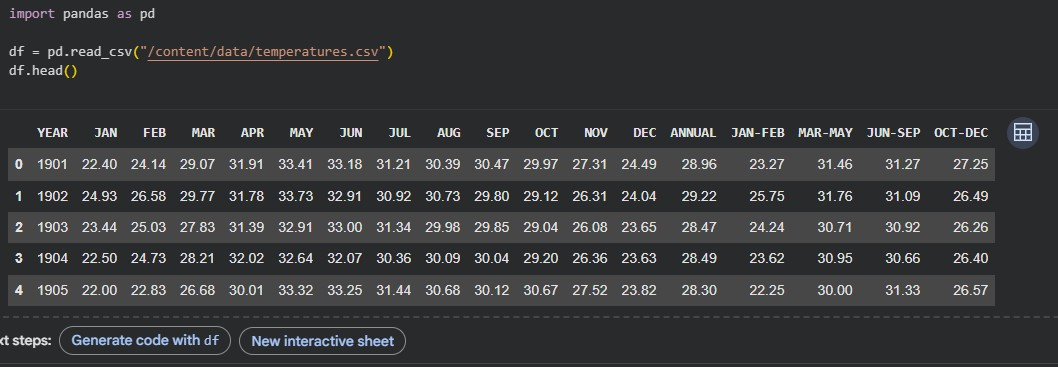 import pandas as pd
df = pd.read_csv("/content/data/temperatures.csv")
df.head()
YEAR JAN FEB MAR APR MAY JUN JUL AUG SEP OCT NOV DEC ANNUAL JAN-FEB MAR-MAY JUN-SEP OCT-DEC
0 1901 22.40 24.14 29.07 31.91 33.41 33.18 31.21 30.39 30.47 29.97 27.31 24.49 28.96 23.27 31.46 31.27 27.25
1 1902 24.93 26.58 29.77 31.78 33.73 32.91 30.92 30.73 29.80 29.12 26.31 24.04 29.22 25.75 31.76 31.09 26.49
2 1903 23.44 25.03 27.83 31.39 32.91 33.00 31.34 29.98 29.85 29.04 26.08 23.65 28.47 24.24 30.71 30.92 26.26
3 1904 22.50 24.73 28.21 32.02 32.64 32.07 30.36 30.09 30.04 29.20 26.36 23.63 28.49 23.62 30.95 30.66 26.40
4 1905 22.00 22.83 26.68 30.01 33.32 33.25 31.44 30.68 30.12 30.67 27.52 23.82 28.30 22.25 30.00 31.33 26.57
xt steps: Generate code with df New interactive sheet